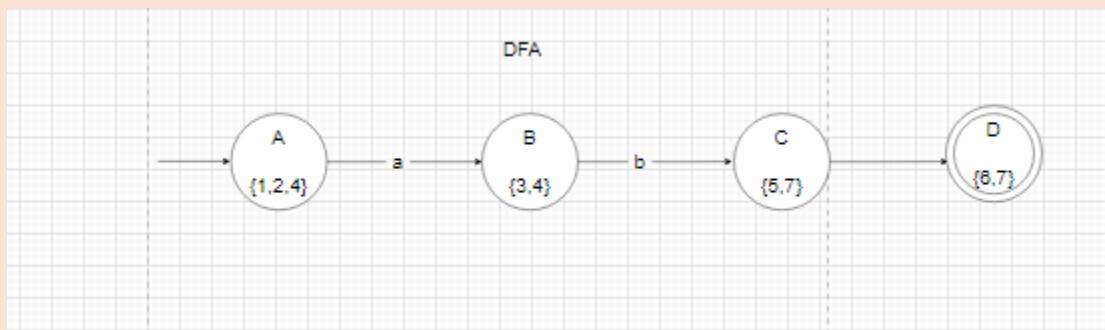 DFA
A
{1,2,4}
a
B
{3,4}
b
C
{5,7}
D
{6,7}